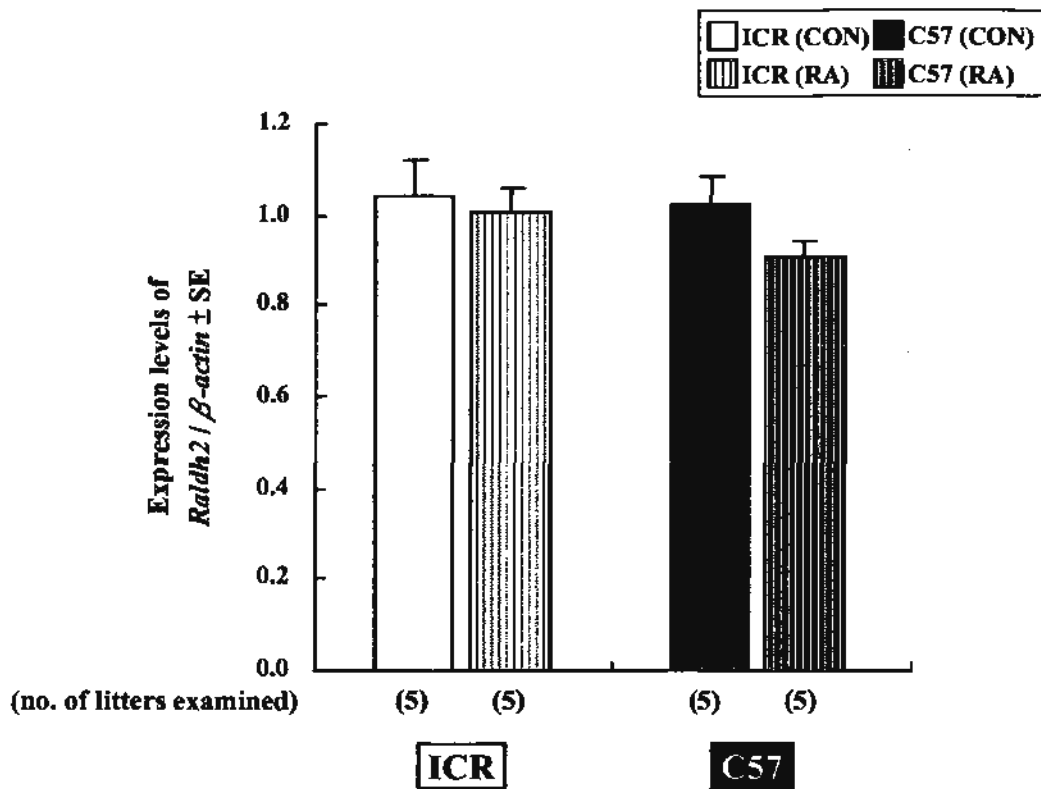 ICR (CON) C57 (CON)
ICR (RA) C57 (RA)
1.2
1.0
0.8
0.6
0.4
0.2
0.0
Expression levels of
Raldh2 / β-actin ± SE
(no. of litters examined) (5) (5) (5) (5)
ICR C57